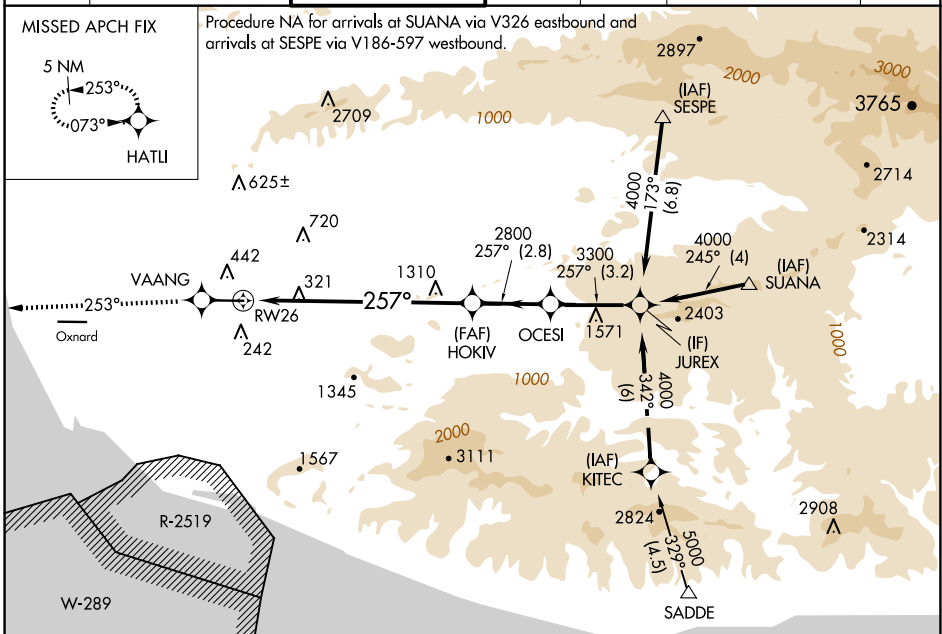 MISSED APCH FIX
5 NM
253°
073°
HATLI
Procedure NA for arrivals at SUANA via V326 eastbound and
arrivals at SESPE via V186-597 westbound.
2897
2000
3000
(IAF)
SESPE
3765
2709
1000
2714
625±
4000
173°
(6.8)
720
2314
2800
257° (2.8)
3300
257° (3.2)
4000
245° (4)
(IAF)
SUANA
442
VAANG
321
1310
257°
253°
RW26
Oxnard
242
(FAF)
HOKIV
OCESI
1571
2403
(IF)
JUREX
1000
1345
1000
4000
342°
(6)
2000
3111
1567
(IAF)
KITEC
R-2519
2824
2908
5000
329°
(4.5)
W-289
SADDE